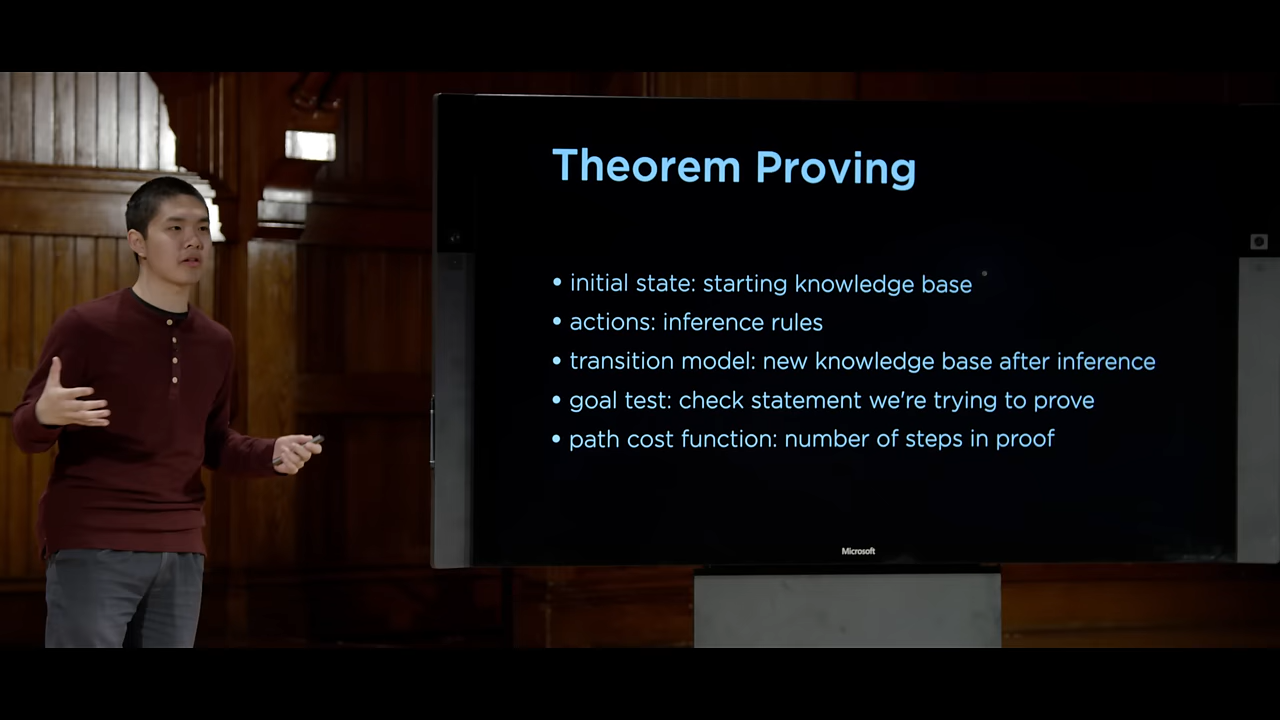 Theorem Proving
• initial state: starting knowledge base
• actions: inference rules
• transition model: new knowledge base after inference
• goal test: check statement we're trying to prove
• path cost function: number of steps in proof
Microsoft